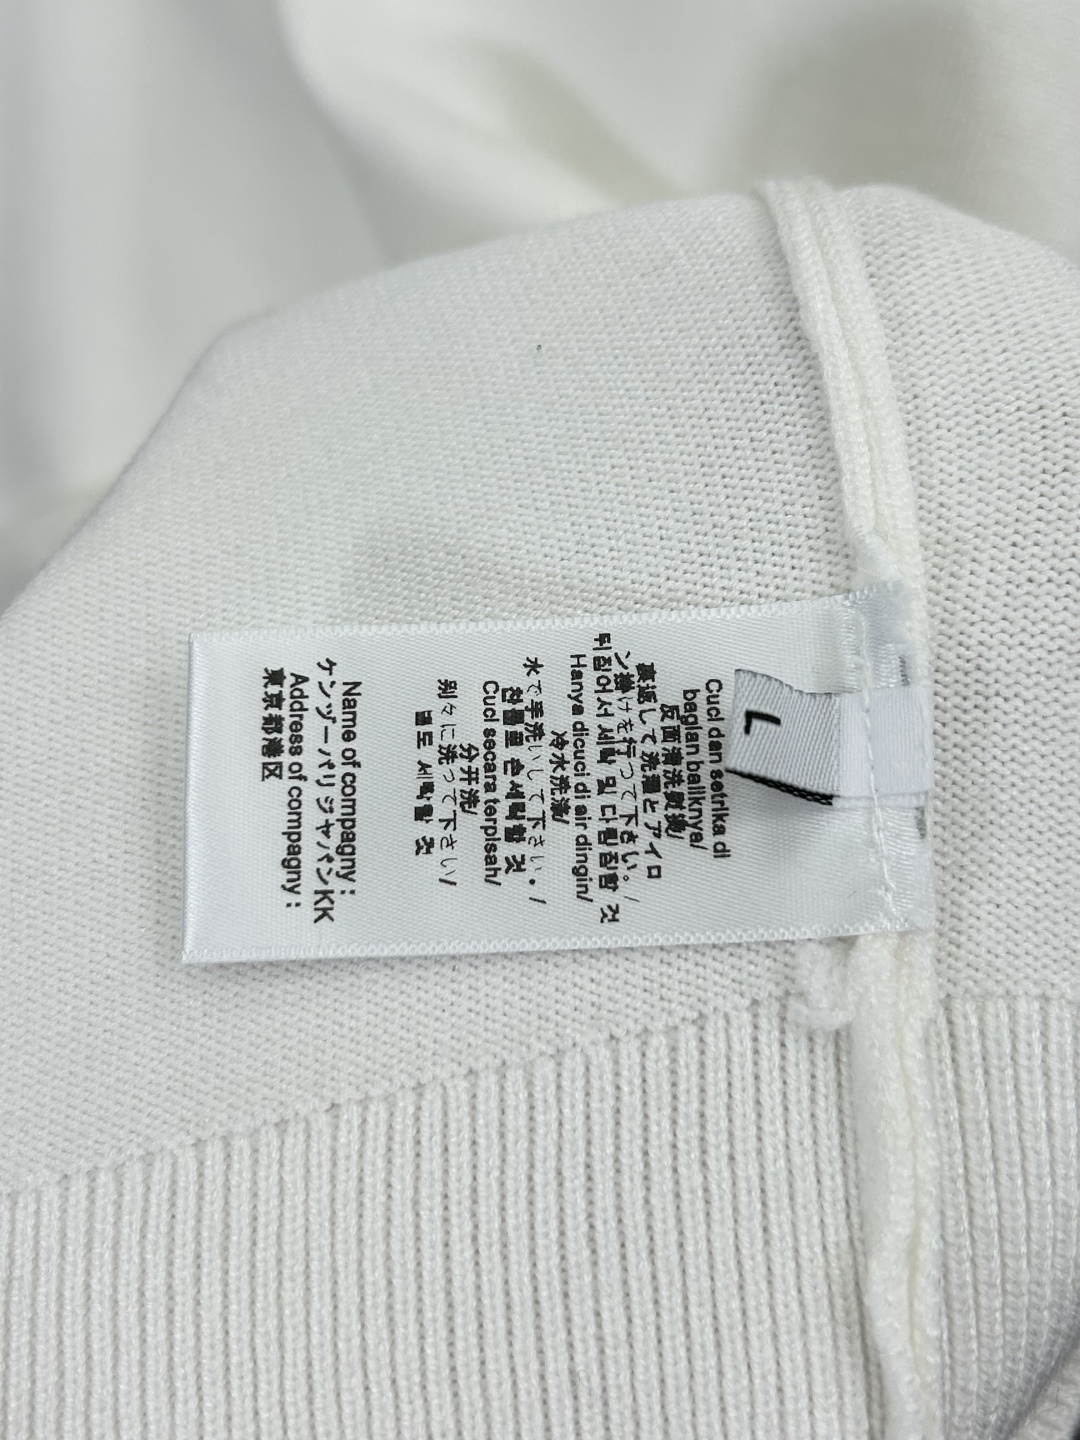 L
Cuci dan setrika di
bagian baliknya/
反面清洗熨烫/
裏返して洗濯とアイロ
ン掛けを行って下さい。/
뒤집어서 세탁 및 다림질할 것
Hanya dicuci di air dingin/
冷水洗滌/
水で手洗いして下さい。/
찬물로 손세탁할 것
Cuci secara terpisah/
分开洗/
别々に洗って下さい/
별도 세탁할 것
Name of compagny :
ケンゾーパリジャパンKK
Address of compagny :
東京都港区